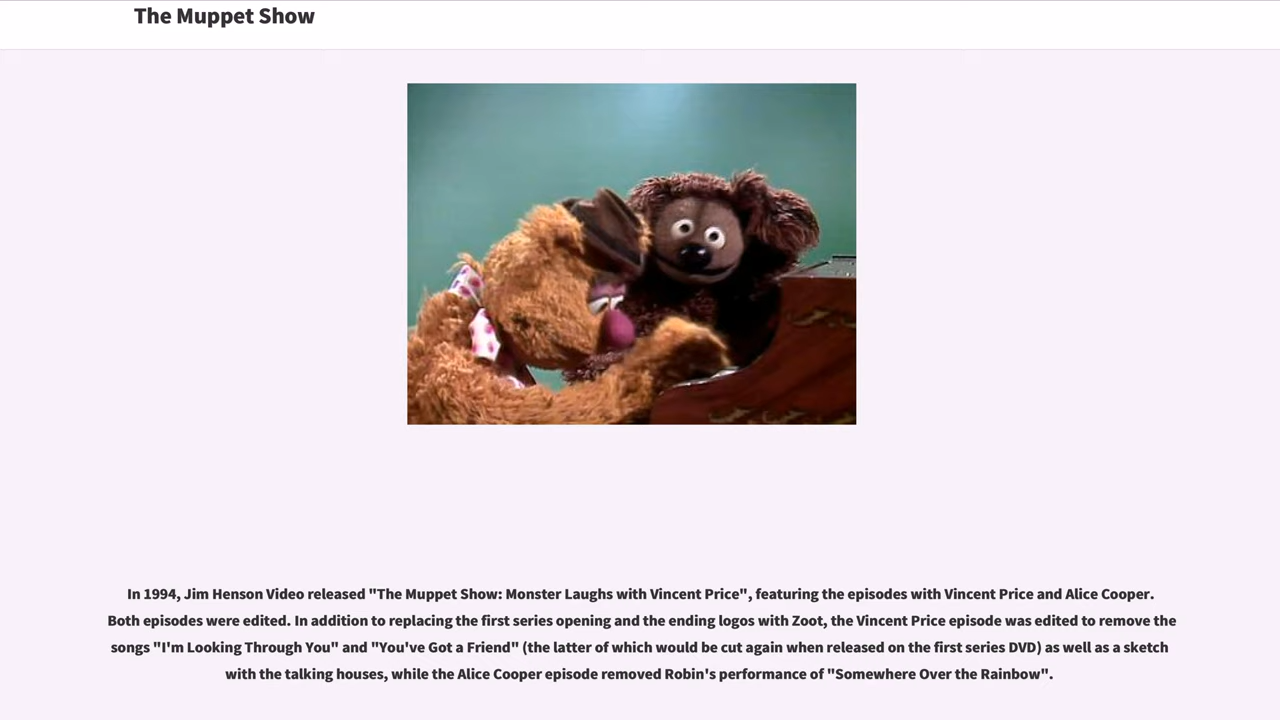 The Muppet Show
In 1994, Jim Henson Video released "The Muppet Show: Monster Laughs with Vincent Price", featuring the episodes with Vincent Price and Alice Cooper.
Both episodes were edited. In addition to replacing the first series opening and the ending logos with Zoot, the Vincent Price episode was edited to remove the
songs "I'm Looking Through You" and "You've Got a Friend" (the latter of which would be cut again when released on the first series DVD) as well as a sketch
with the talking houses, while the Alice Cooper episode removed Robin's performance of "Somewhere Over the Rainbow".